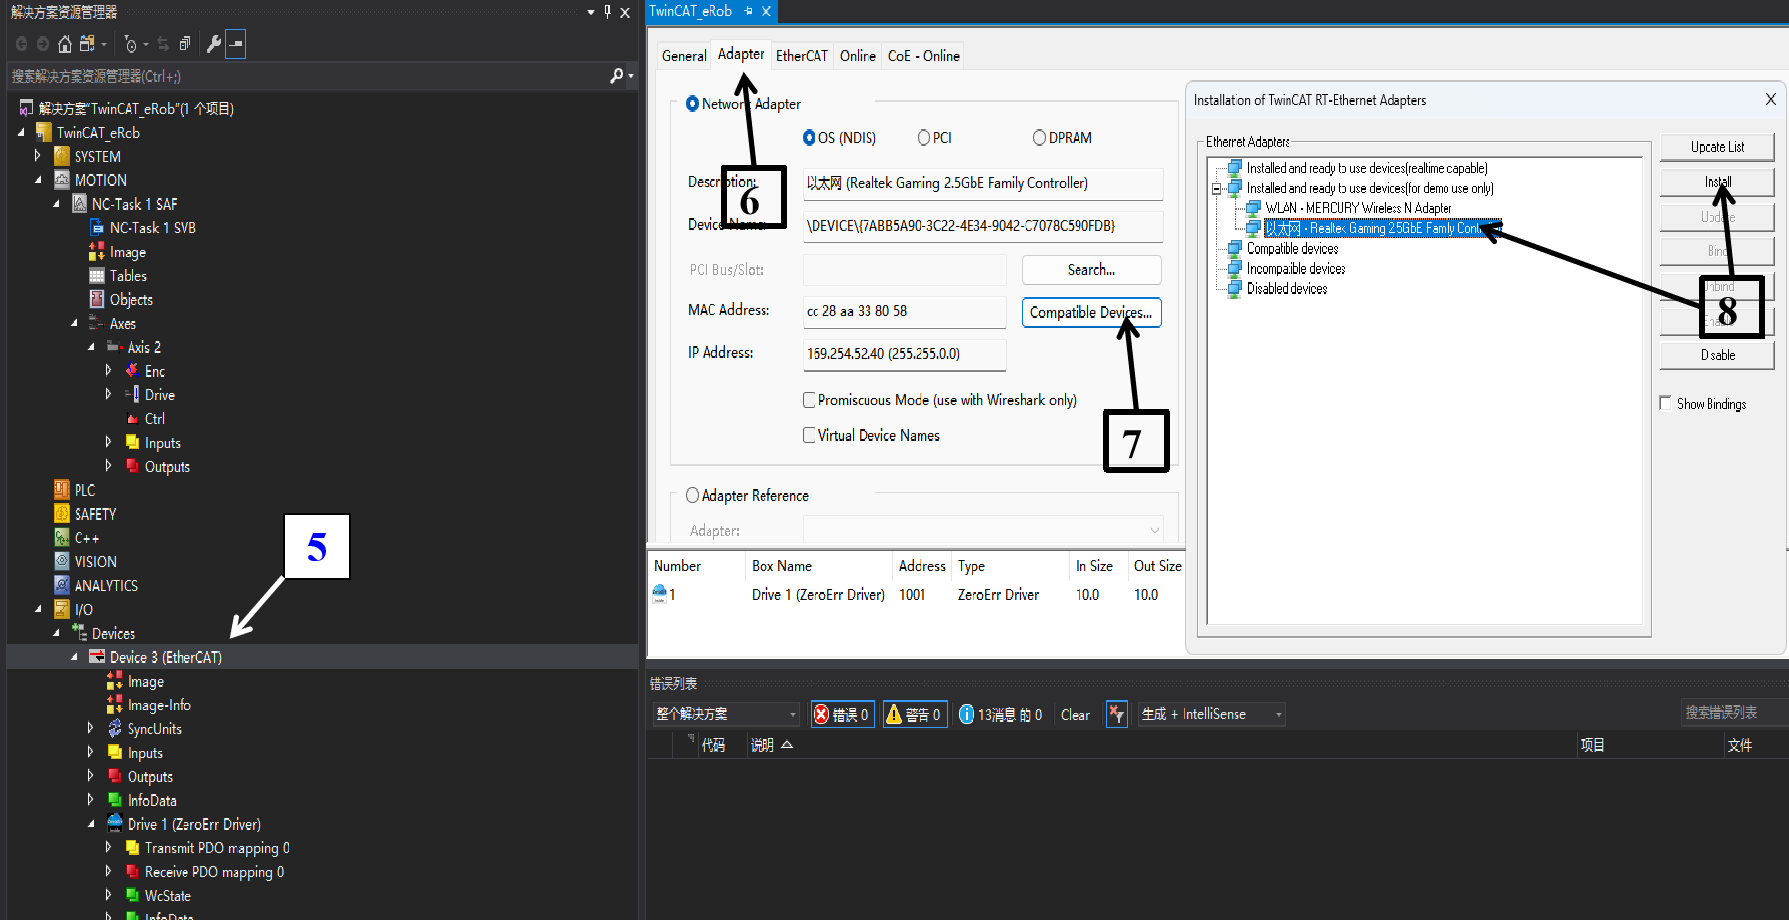 解决方案资源管理器
搜索解决方案资源管理器(Ctrl+;)
解决方案"TwinCAT_eRob"(1 个项目)
TwinCAT_eRob
SYSTEM
MOTION
NC-Task 1 SAF
NC-Task 1 SVB
Image
Tables
Objects
Axes
Axis 2
Enc
Drive
Ctrl
Inputs
Outputs
PLC
SAFETY
C++
VISION
ANALYTICS
I/O
Devices
Device 3 (EtherCAT)
Image
Image-Info
SyncUnits
Inputs
Outputs
InfoData
Drive 1 (ZeroErr Driver)
Transmit PDO mapping 0
Receive PDO mapping 0
WcState
InfoData
5
TwinCAT_eRob
General Adapter EtherCAT Online CoE - Online
Network Adapter
OS (NDIS) PCI DPRAM
Description: 以太网 (Realtek Gaming 2.5GbE Family Controller)
6
Device Name: \DEVICE\{7ABB5A90-3C22-4E34-9042-C7078C590FDB}
PCI Bus/Slot: Search...
MAC Address: cc 28 aa 33 80 58 Compatible Devices...
IP Address: 169.254.52.40 (255.255.0.0)
Promiscuous Mode (use with Wireshark only)
Virtual Device Names
7
Adapter Reference
Adapter:
Number Box Name Address Type In Size Out Size
1 Drive 1 (ZeroErr Driver) 1001 ZeroErr Driver 10.0 10.0
Installation of TwinCAT RT-Ethernet Adapters
Ethernet Adapters
Installed and ready to use devices(realtime capable)
Installed and ready to use devices(for demo use only)
WLAN - MERCURY Wireless N Adapter
以太网 - Realtek Gaming 2.5GbE Family
Compatible devices
Incompatible devices
Disabled devices
Update List
Install
Update
Bind
Unbind
8
Enable
Disable
Show Bindings
错误列表
整个解决方案 错误 0 警告 0 13消息 的 0 Clear 生成 + IntelliSense 搜索错误列表
代码 说明 项目 文件